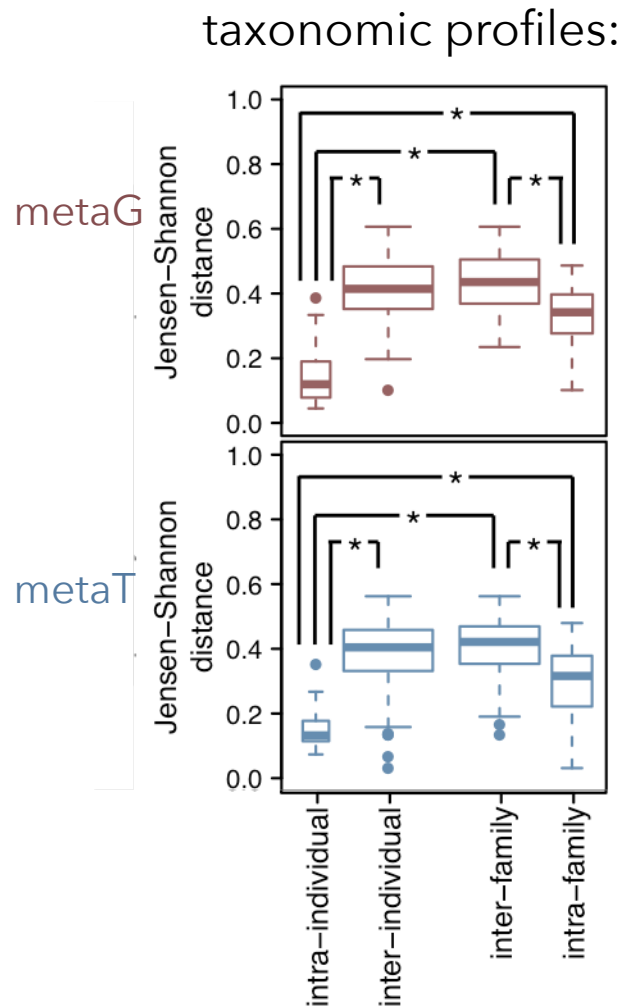 taxonomic profiles:
metaG
Jensen−Shannon
distance
1.0
0.8
0.6
0.4
0.2
0.0
*
*
*
*
metaT
Jensen−Shannon
distance
1.0
0.8
0.6
0.4
0.2
0.0
*
*
*
*
intra−individual
inter−individual
inter−family
intra−family